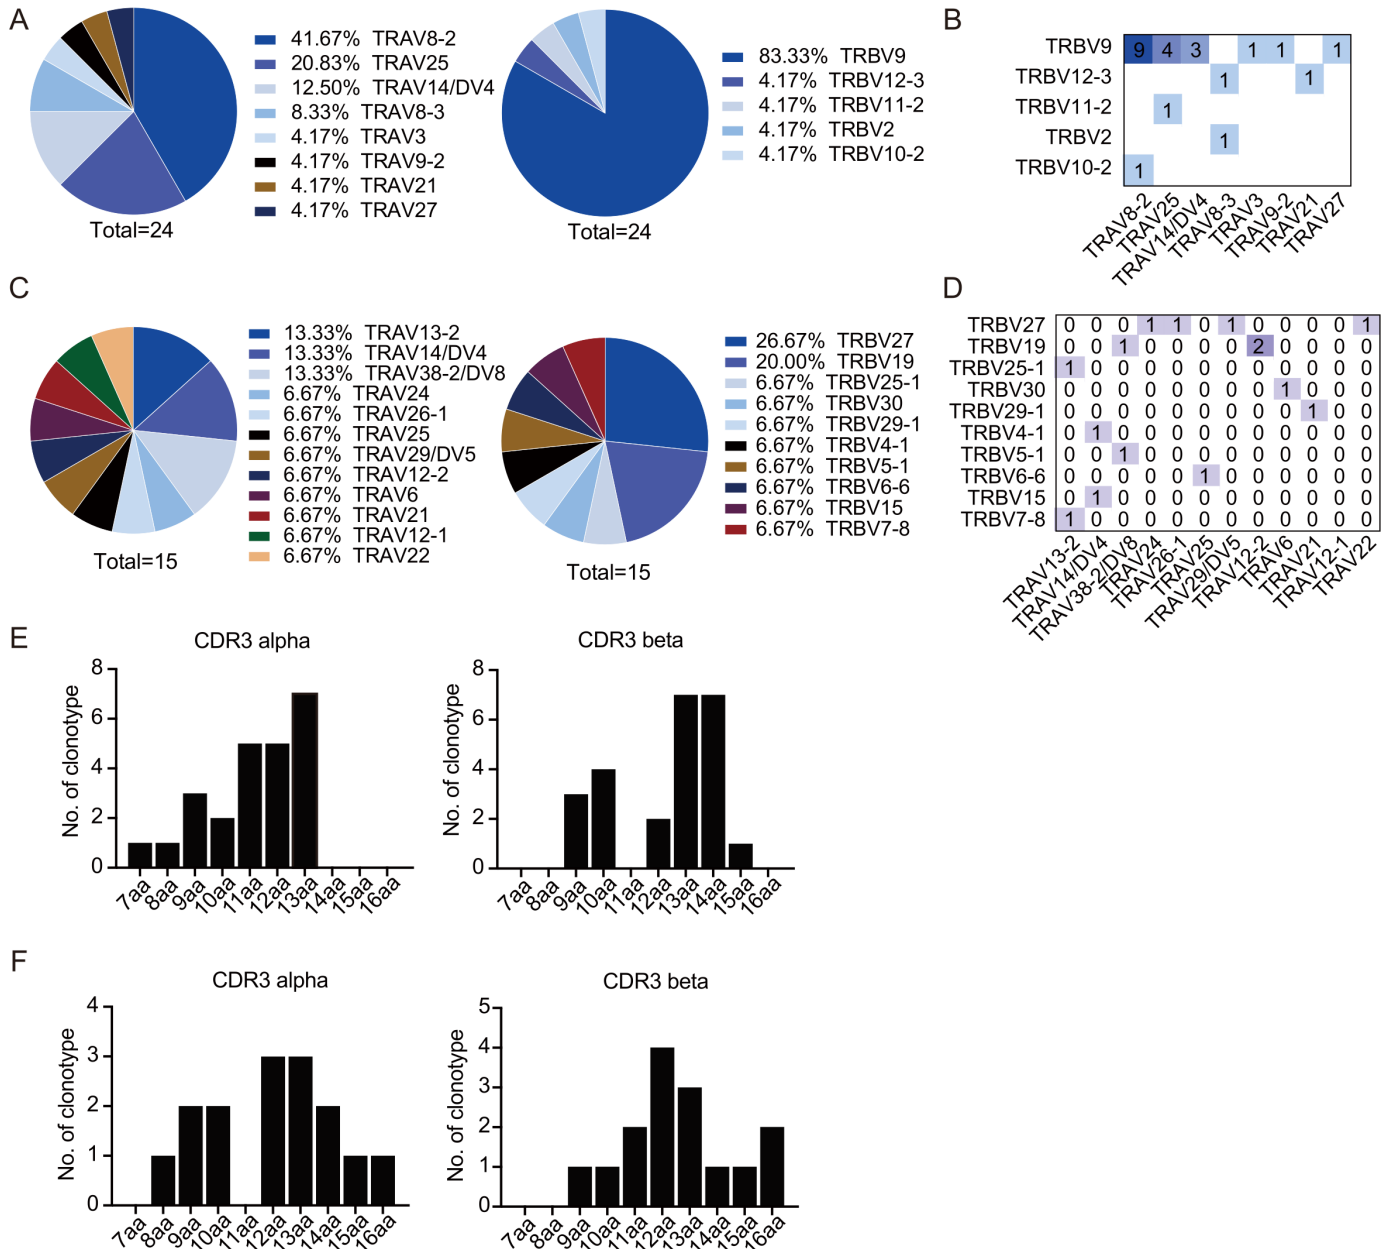 A
41.67% TRAV8-2
20.83% TRAV25
12.50% TRAV14/DV4
8.33% TRAV8-3
4.17% TRAV3
4.17% TRAV9-2
4.17% TRAV21
4.17% TRAV27
Total=24
83.33% TRBV9
4.17% TRBV12-3
4.17% TRBV11-2
4.17% TRBV2
4.17% TRBV10-2
Total=24
B
TRBV9 9 4 3 1 1 1
TRBV12-3 1 1
TRBV11-2 1
TRBV2 1
TRBV10-2 1
TRAV8-2 TRAV25 TRAV14/DV4 TRAV8-3 TRAV3 TRAV9-2 TRAV21 TRAV27
C
13.33% TRAV13-2
13.33% TRAV14/DV4
13.33% TRAV38-2/DV8
6.67% TRAV24
6.67% TRAV26-1
6.67% TRAV25
6.67% TRAV29/DV5
6.67% TRAV12-2
6.67% TRAV6
6.67% TRAV21
6.67% TRAV12-1
6.67% TRAV22
Total=15
26.67% TRBV27
20.00% TRBV19
6.67% TRBV25-1
6.67% TRBV30
6.67% TRBV29-1
6.67% TRBV4-1
6.67% TRBV5-1
6.67% TRBV6-6
6.67% TRBV15
6.67% TRBV7-8
Total=15
D
TRBV27 0 0 0 1 1 0 1 0 0 0 0 1
TRBV19 0 0 1 0 0 0 0 2 0 0 0 0
TRBV25-1 1 0 0 0 0 0 0 0 0 0 0 0
TRBV30 0 0 0 0 0 0 0 0 1 0 0 0
TRBV29-1 0 0 0 0 0 0 0 0 0 1 0 0
TRBV4-1 0 1 0 0 0 0 0 0 0 0 0 0
TRBV5-1 0 0 1 0 0 0 0 0 0 0 0 0
TRBV6-6 0 0 0 0 0 1 0 0 0 0 0 0
TRBV15 0 1 0 0 0 0 0 0 0 0 0 0
TRBV7-8 1 0 0 0 0 0 0 0 0 0 0 0
TRAV13-2 TRAV14/DV4 TRAV38-2/DV8 TRAV24 TRAV26-1 TRAV25 TRAV29/DV5 TRAV12-2 TRAV6 TRAV21 TRAV12-1 TRAV22
E
CDR3 alpha
No. of clonotype
8
6
4
2
0
7aa 8aa 9aa 10aa 11aa 12aa 13aa 14aa 15aa 16aa
CDR3 beta
No. of clonotype
8
6
4
2
0
7aa 8aa 9aa 10aa 11aa 12aa 13aa 14aa 15aa 16aa
F
CDR3 alpha
No. of clonotype
4
3
2
1
0
7aa 8aa 9aa 10aa 11aa 12aa 13aa 14aa 15aa 16aa
CDR3 beta
No. of clonotype
5
4
3
2
1
0
7aa 8aa 9aa 10aa 11aa 12aa 13aa 14aa 15aa 16aa